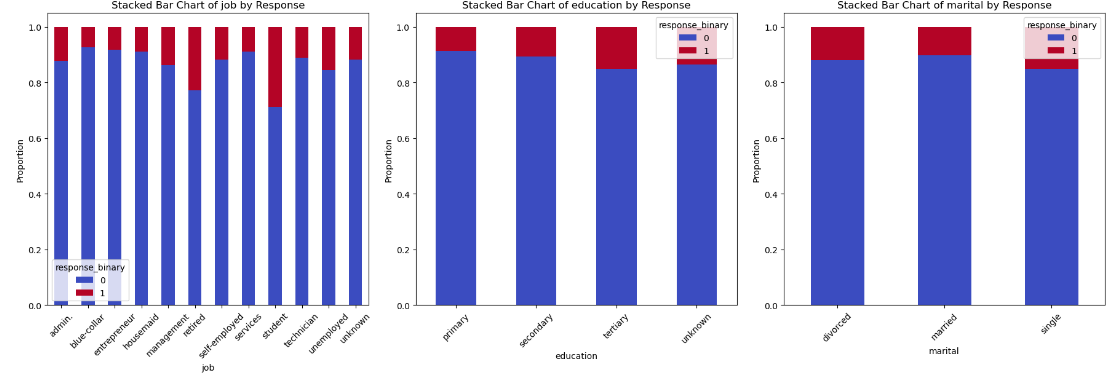 Stacked Bar Chart of job by Response
1.0
0.8
0.6
0.4
0.2
0.0
Proportion
response_binary
0
1
admin.
blue-collar
entrepreneur
housemaid
management
retired
self-employed
services
student
technician
unemployed
unknown
job
Stacked Bar Chart of education by Response
1.0
0.8
0.6
0.4
0.2
0.0
Proportion
response_binary
0
1
primary
secondary
tertiary
unknown
education
Stacked Bar Chart of marital by Response
1.0
0.8
0.6
0.4
0.2
0.0
Proportion
response_binary
0
1
divorced
married
single
marital